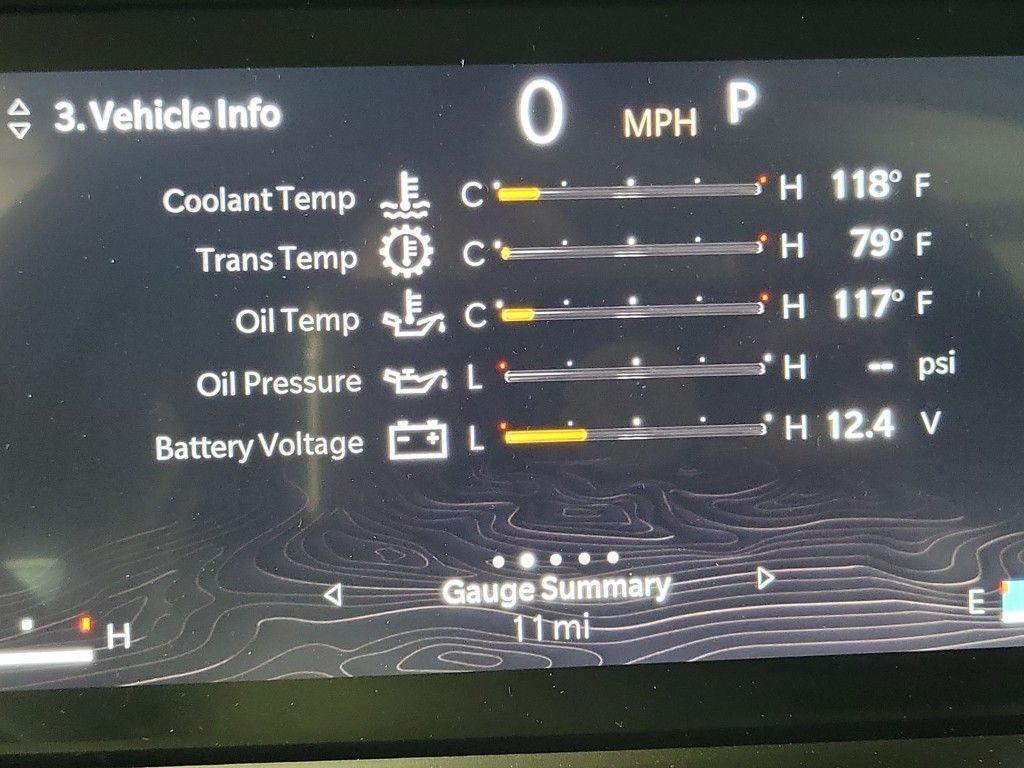 3. Vehicle Info 0 MPH P
Coolant Temp C H 118° F
Trans Temp C H 79° F
Oil Temp C H 117° F
Oil Pressure L H -- psi
Battery Voltage L H 12.4 V
Gauge Summary
11 mi
H
E